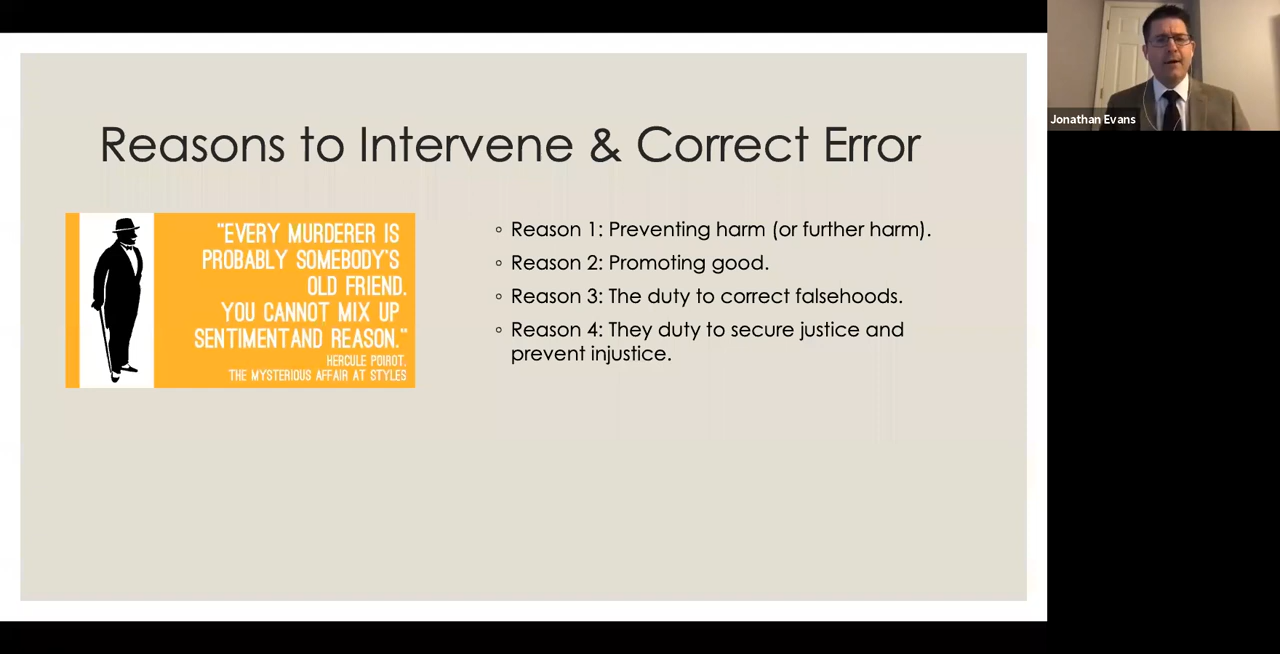 Reasons to Intervene & Correct Error
"EVERY MURDERER IS
PROBABLY SOMEBODY'S
OLD FRIEND.
YOU CANNOT MIX UP
SENTIMENTAND REASON."
HERCULE POIROT,
THE MYSTERIOUS AFFAIR AT STYLES
◦ Reason 1: Preventing harm (or further harm).
◦ Reason 2: Promoting good.
◦ Reason 3: The duty to correct falsehoods.
◦ Reason 4: They duty to secure justice and
prevent injustice.
Jonathan Evans